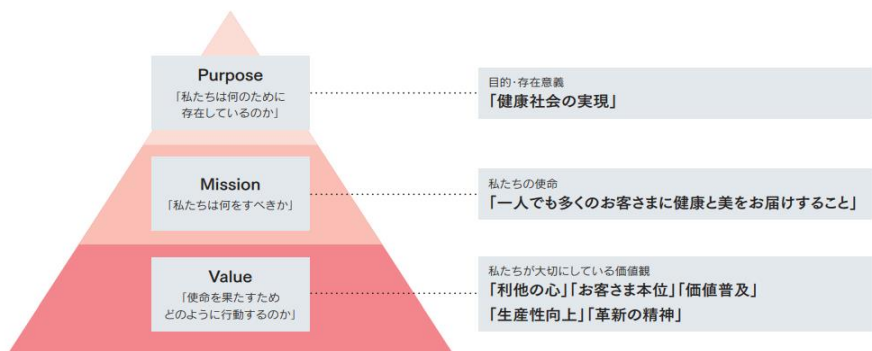 Purpose
「私たちは何のために
存在しているのか」
目的・存在意義
「健康社会の実現」
Mission
「私たちは何をすべきか」
私たちの使命
「一人でも多くのお客さまに健康と美をお届けすること」
Value
「使命を果たすため
どのように行動するのか」
私たちが大切にしている価値観
「利他の心」「お客さま本位」「価値普及」
「生産性向上」「革新の精神」